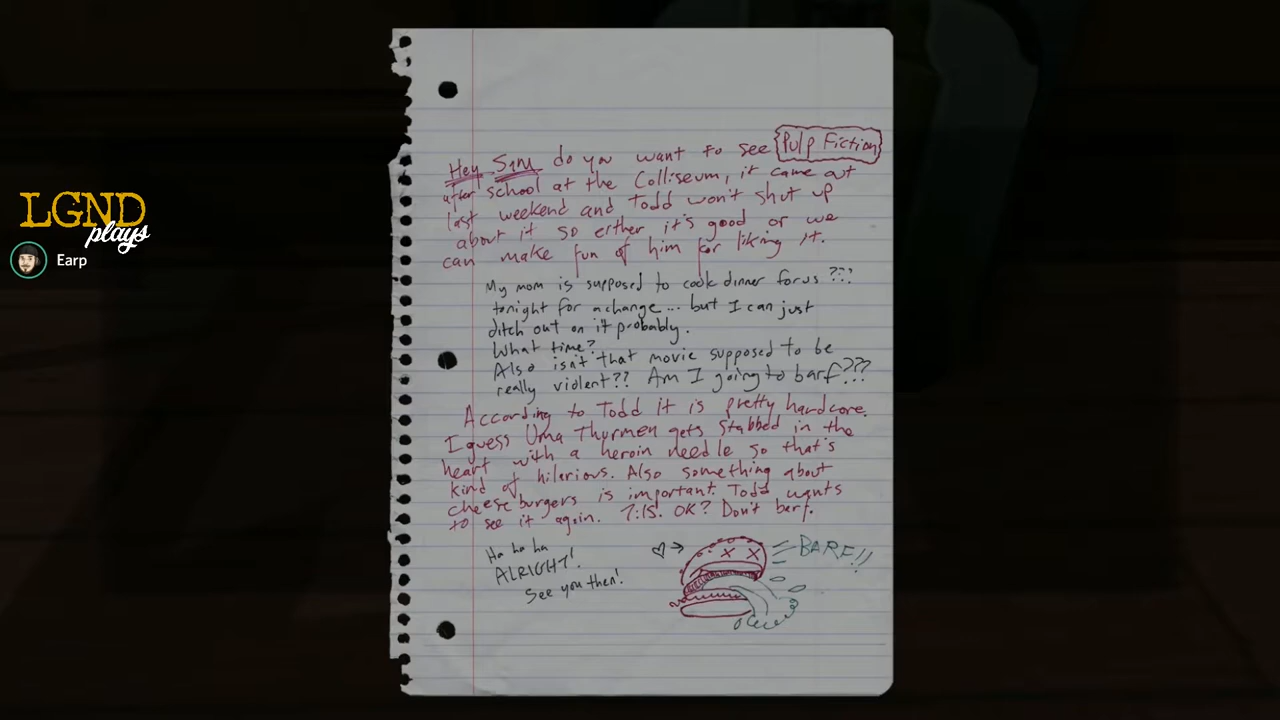 LGND
plays
Earp
Hey Sam do you want to see Pulp Fiction
after school at the Colliseum, it came out
last weekend and Todd won't shut up
about it so either it's good or we
can make fun of him for liking it.
My mom is supposed to cook dinner for us ???
tonight for a change... but I can just
ditch out on it probably.
What time?
Also isn't that movie supposed to be
really violent?? Am I going to barf???
According to Todd it is pretty hardcore.
I guess Uma Thurmen gets stabbed in the
heart with a heroin needle so that's
kind of hilarious. Also something about
cheeseburgers is important. Todd wants
to see it again. 7:15. OK? Don't barf.
Ha ha ha
ALRIGHT!
See you then!
BARF!!